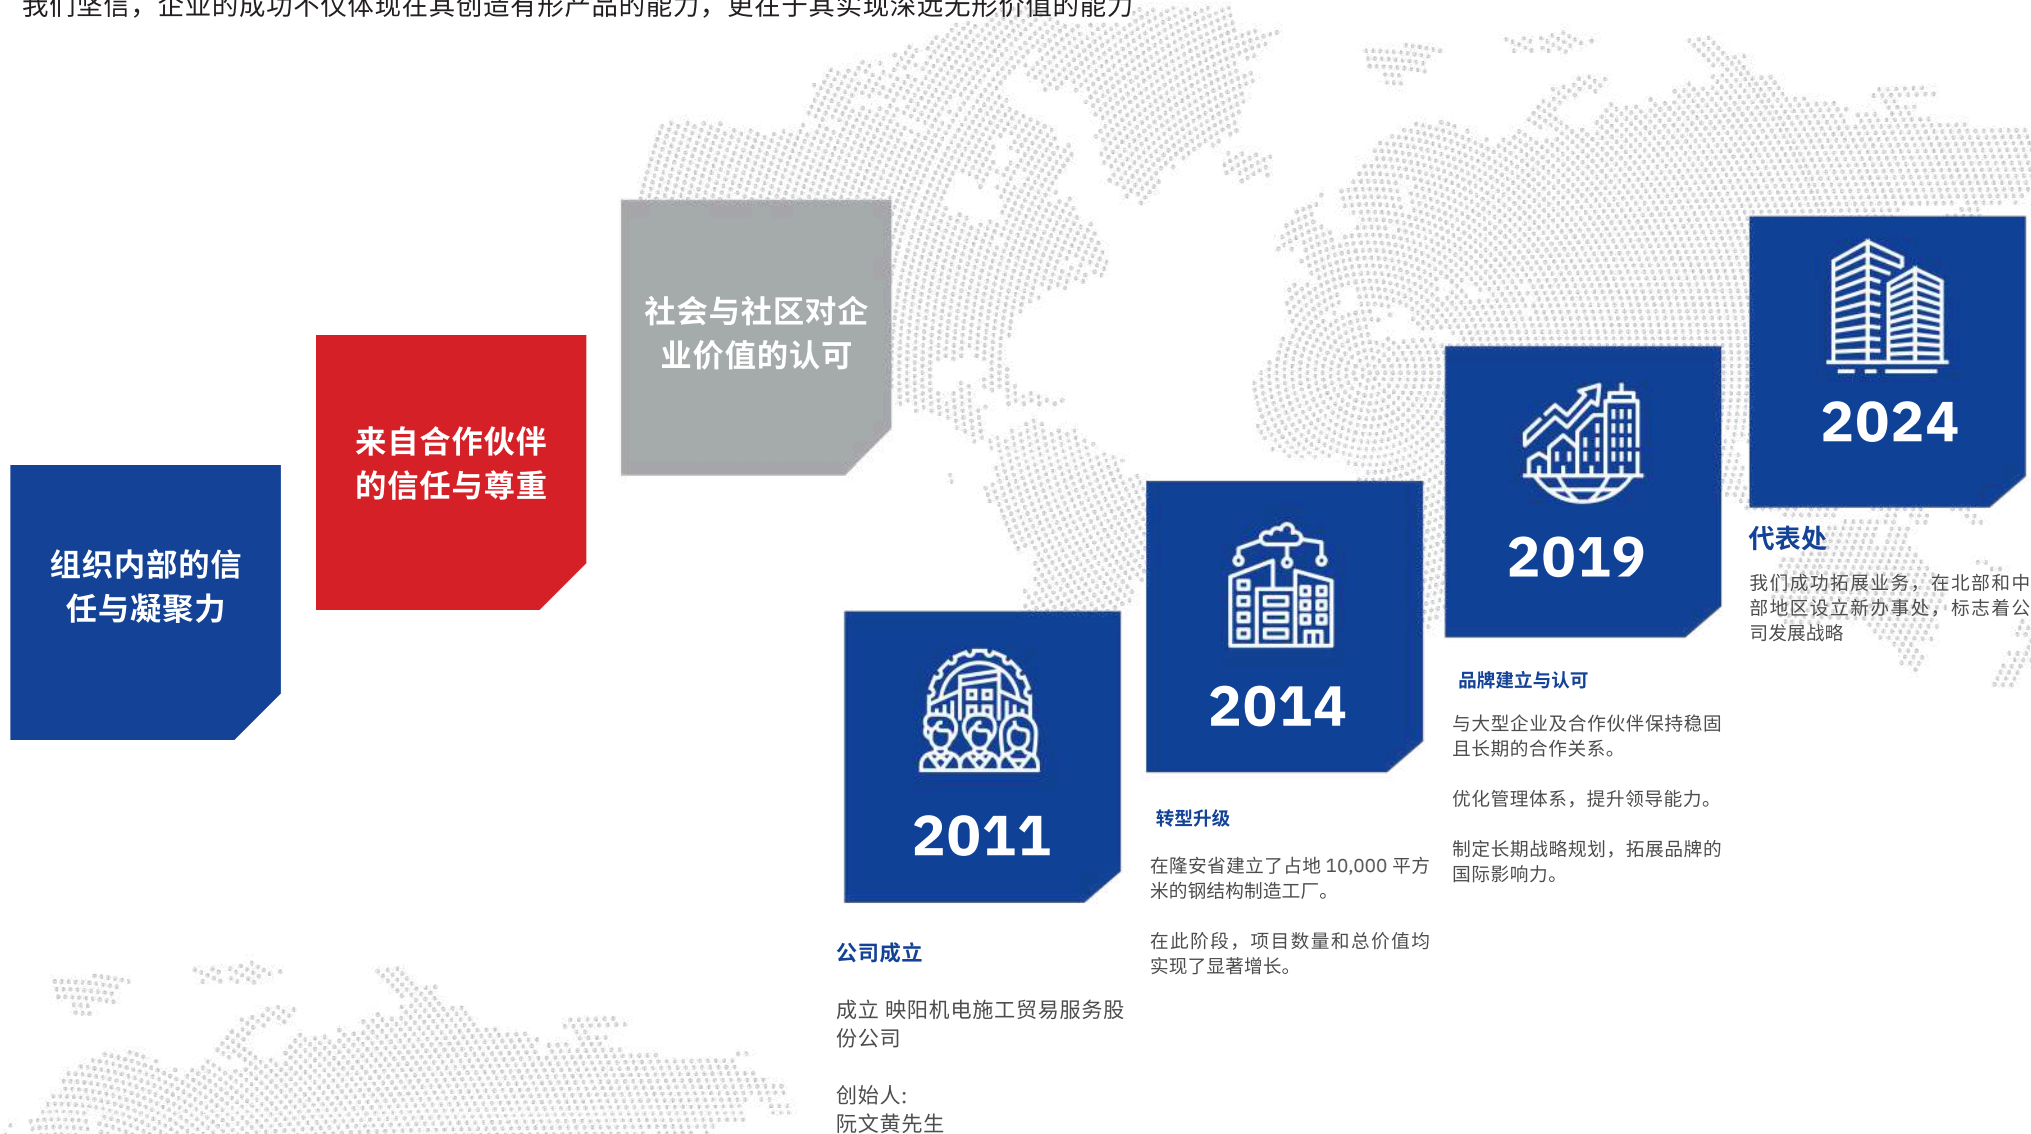 我们坚信，企业的成功不仅体现在其创造有形产品的能力，更在于其实现深远无形价值的能力
组织内部的信
任与凝聚力
来自合作伙伴
的信任与尊重
社会与社区对企
业价值的认可
2011
公司成立
成立 映阳机电施工贸易服务股
份公司
创始人:
阮文黄先生
2014
转型升级
在隆安省建立了占地 10,000 平方
米的钢结构制造工厂。
在此阶段，项目数量和总价值均
实现了显著增长。
2019
品牌建立与认可
与大型企业及合作伙伴保持稳固
且长期的合作关系。
优化管理体系，提升领导能力。
制定长期战略规划，拓展品牌的
国际影响力。
2024
代表处
我们成功拓展业务，在北部和中
部地区设立新办事处，标志着公
司发展战略